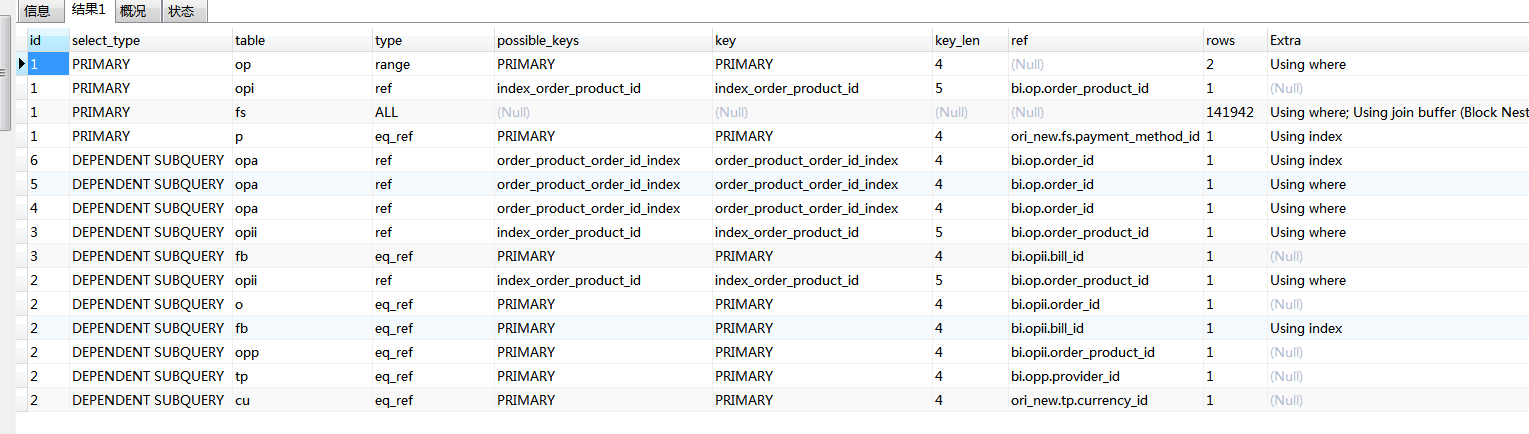 信息 结果1 概况 状态
id select_type table type possible_keys key key_len ref rows Extra
1 PRIMARY op range PRIMARY PRIMARY 4 (Null) 2 Using where
1 PRIMARY opi ref index_order_product_id index_order_product_id 5 bi.op.order_product_id 1 (Null)
1 PRIMARY fs ALL (Null) (Null) (Null) (Null) 141942 Using where; Using join buffer (Block Nest
1 PRIMARY p eq_ref PRIMARY PRIMARY 4 ori_new.fs.payment_method_id 1 Using index
6 DEPENDENT SUBQUERY opa ref order_product_order_id_index order_product_order_id_index 4 bi.op.order_id 1 Using index
5 DEPENDENT SUBQUERY opa ref order_product_order_id_index order_product_order_id_index 4 bi.op.order_id 1 Using where
4 DEPENDENT SUBQUERY opa ref order_product_order_id_index order_product_order_id_index 4 bi.op.order_id 1 Using where
3 DEPENDENT SUBQUERY opii ref index_order_product_id index_order_product_id 5 bi.op.order_product_id 1 Using where
3 DEPENDENT SUBQUERY fb eq_ref PRIMARY PRIMARY 4 bi.opii.bill_id 1 (Null)
2 DEPENDENT SUBQUERY opii ref index_order_product_id index_order_product_id 5 bi.op.order_product_id 1 Using where
2 DEPENDENT SUBQUERY o eq_ref PRIMARY PRIMARY 4 bi.opii.order_id 1 (Null)
2 DEPENDENT SUBQUERY fb eq_ref PRIMARY PRIMARY 4 bi.opii.bill_id 1 Using index
2 DEPENDENT SUBQUERY opp eq_ref PRIMARY PRIMARY 4 bi.opii.order_product_id 1 (Null)
2 DEPENDENT SUBQUERY tp eq_ref PRIMARY PRIMARY 4 bi.opp.provider_id 1 (Null)
2 DEPENDENT SUBQUERY cu eq_ref PRIMARY PRIMARY 4 ori_new.tp.currency_id 1 (Null)